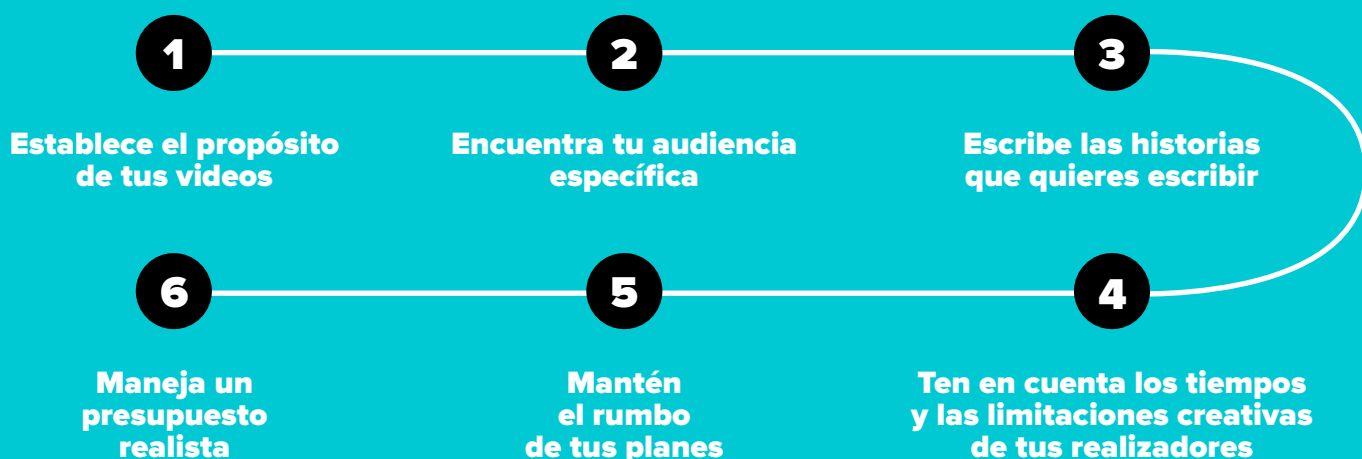 1
Establece el propósito
de tus videos
2
Encuentra tu audiencia
específica
3
Escribe las historias
que quieres escribir
4
Ten en cuenta los tiempos
y las limitaciones creativas
de tus realizadores
5
Mantén
el rumbo
de tus planes
6
Maneja un
presupuesto
realista